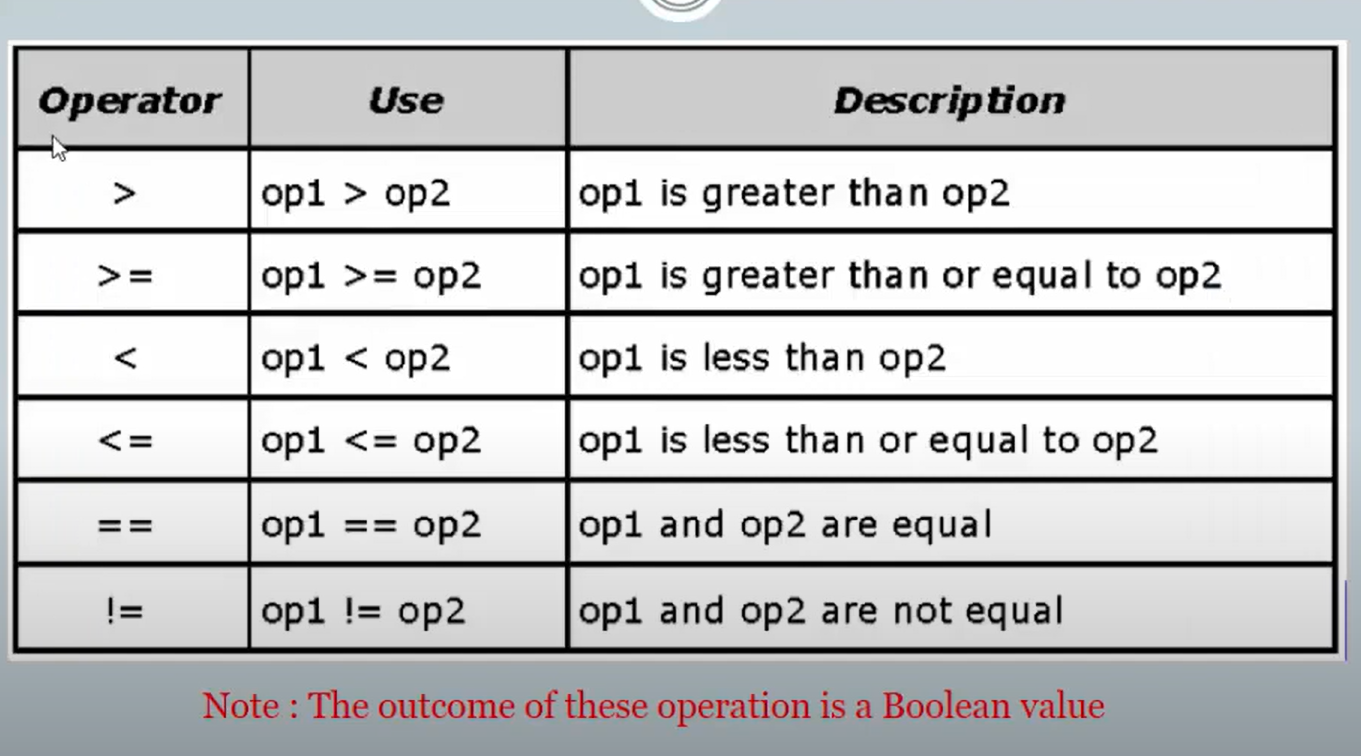 Operator Use Description
> op1 > op2 op1 is greater than op2
>= op1 >= op2 op1 is greater than or equal to op2
< op1 < op2 op1 is less than op2
<= op1 <= op2 op1 is less than or equal to op2
== op1 == op2 op1 and op2 are equal
!= op1 != op2 op1 and op2 are not equal
Note : The outcome of these operation is a Boolean value